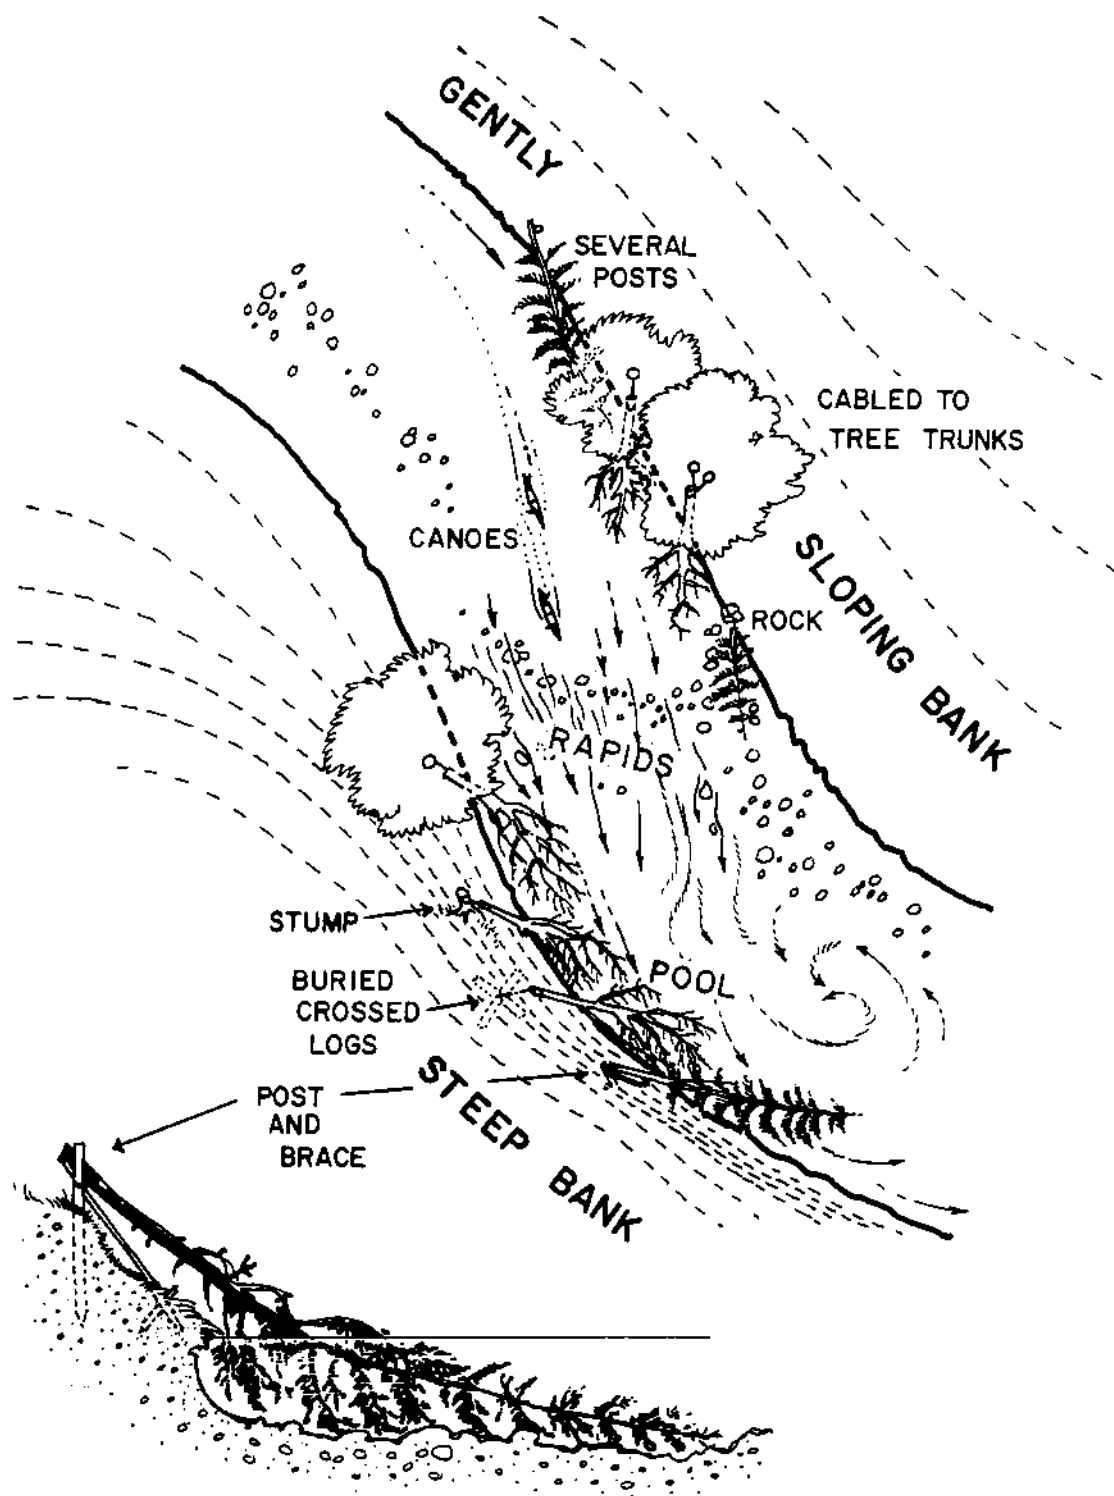 GENTLY
SLOPING BANK
SEVERAL
POSTS
CABLED TO
TREE TRUNKS
CANOES
ROCK
RAPIDS
STUMP
POOL
BURIED
CROSSED
LOGS
STEEP BANK
POST
AND
BRACE